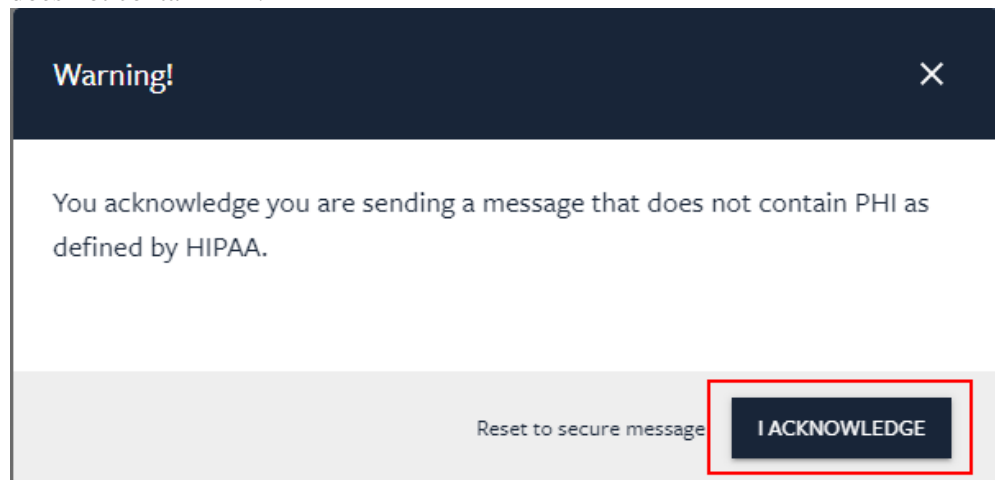 Warning!
You acknowledge you are sending a message that does not contain PHI as
defined by HIPAA.
Reset to secure message
I ACKNOWLEDGE